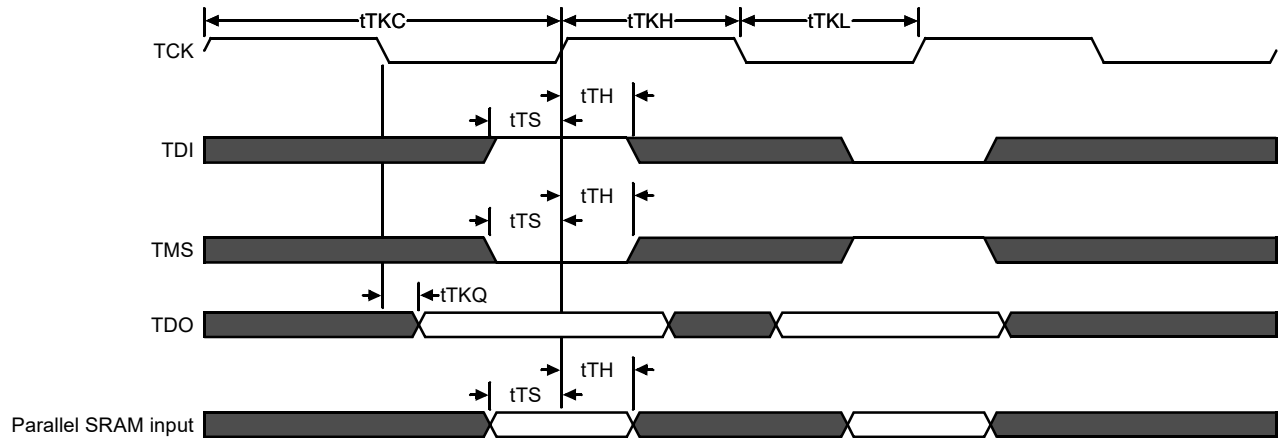 tTKC tTKH tTKL
TCK
tTH
tTS
TDI
tTH
tTS
TMS
tTKQ
TDO
tTH
tTS
Parallel SRAM input